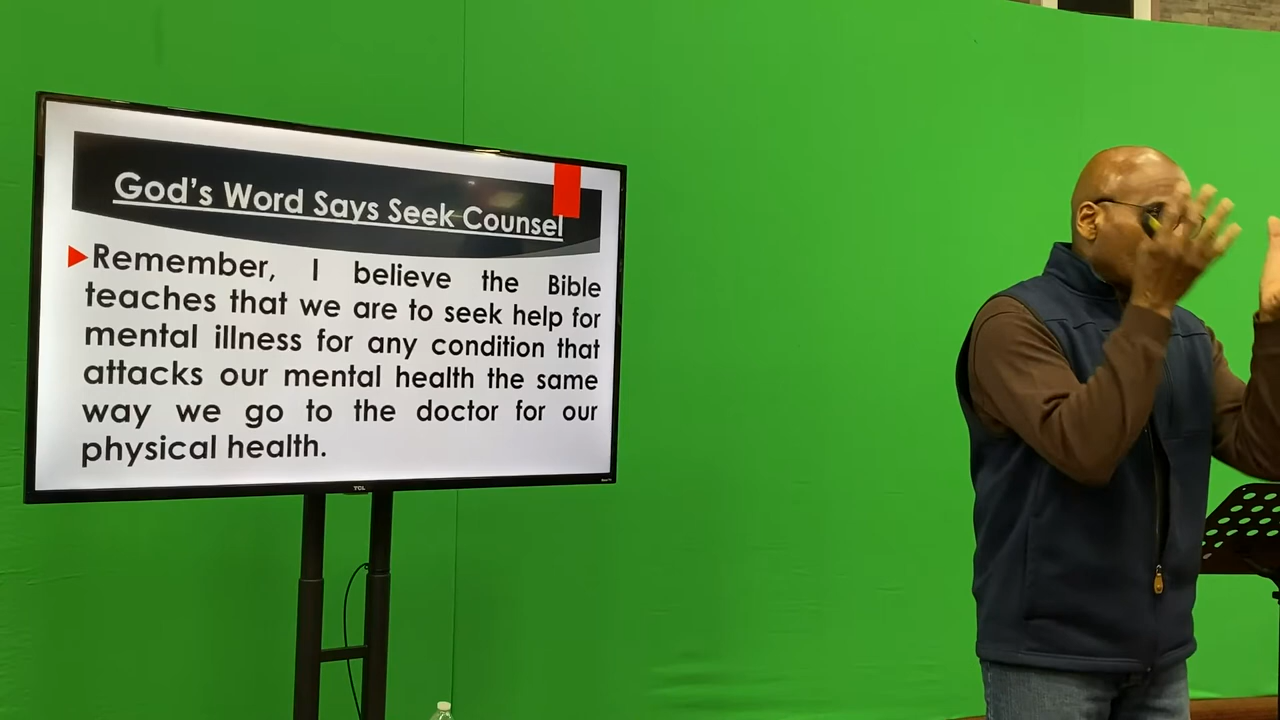 God's Word Says Seek Counsel
Remember, I believe the Bible
teaches that we are to seek help for
mental illness for any condition that
attacks our mental health the same
way we go to the doctor for our
physical health.
TCL